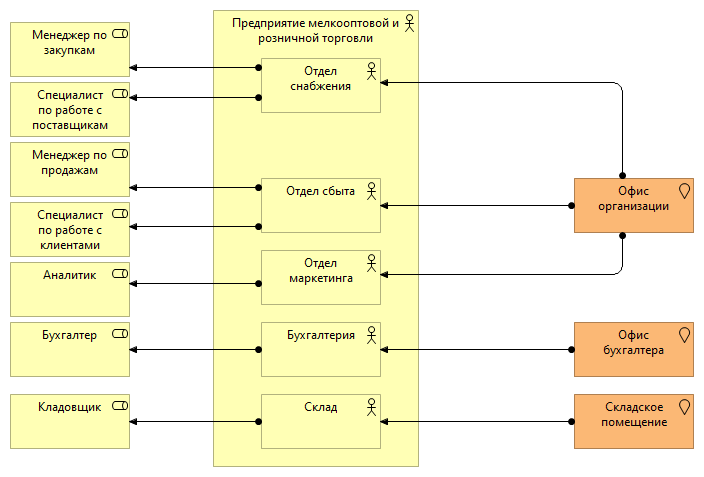 Предприятие мелкооптовой и
розничной торговли
Менеджер по
закупкам
Специалист
по работе с
поставщикам
Менеджер по
продажам
Специалист
по работе с
клиентами
Аналитик
Бухгалтер
Кладовщик
Отдел
снабжения
Отдел сбыта
Отдел
маркетинга
Бухгалтерия
Склад
Офис
организации
Офис
бухгалтера
Складское
помещение